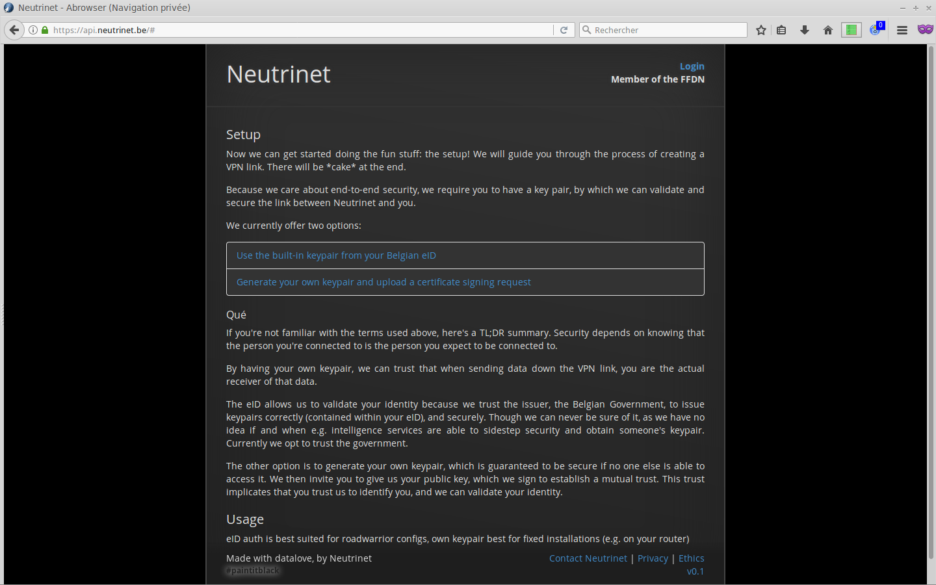 Neutrinet - Abrowser (Navigation privée)
https://api.neutrinet.be/#
Rechercher
0
Neutrinet
Login
Member of the FFDN
Setup
Now we can get started doing the fun stuff: the setup! We will guide you through the process of creating a
VPN link. There will be *cake* at the end.
Because we care about end-to-end security, we require you to have a key pair, by which we can validate and
secure the link between Neutrinet and you.
We currently offer two options:
Use the built-in keypair from your Belgian eID
Generate your own keypair and upload a certificate signing request
Qué
If you're not familiar with the terms used above, here's a TL;DR summary. Security depends on knowing that
the person you're connected to is the person you expect to be connected to.
By having your own keypair, we can trust that when sending data down the VPN link, you are the actual
receiver of that data.
The eID allows us to validate your identity because we trust the issuer, the Belgian Government, to issue
keypairs correctly (contained within your eID), and securely. Though we can never be sure of it, as we have no
idea if and when e.g. intelligence services are able to sidestep security and obtain someone's keypair.
Currently we opt to trust the government.
The other option is to generate your own keypair, which is guaranteed to be secure if no one else is able to
access it. We then invite you to give us your public key, which we sign to establish a mutual trust. This trust
implicates that you trust us to identify you, and we can validate your identity.
Usage
eID auth is best suited for roadwarrior configs, own keypair best for fixed installations (e.g. on your router)
Made with datalove, by Neutrinet
Contact Neutrinet | Privacy | Ethics
#paintitblack
v0.1